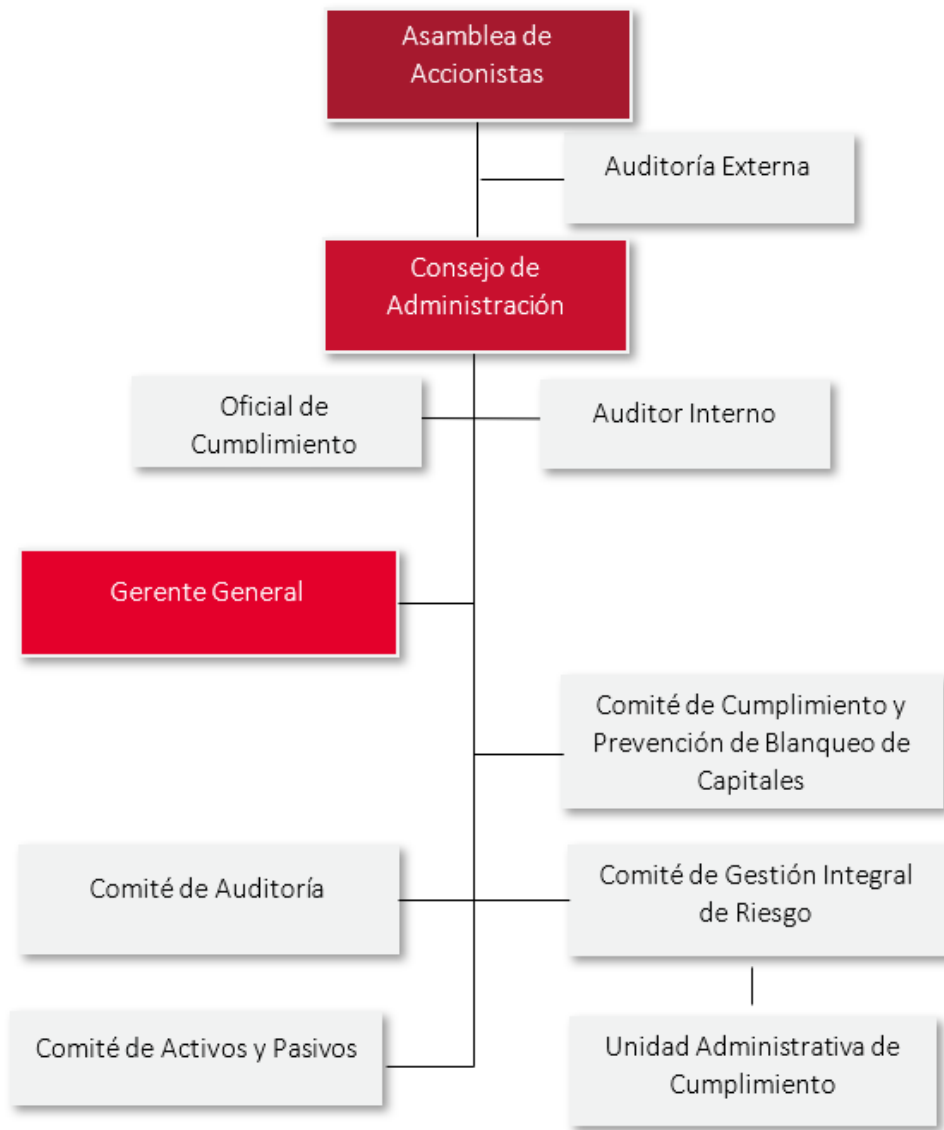 Asamblea de
Accionistas
Auditoría Externa
Consejo de
Administración
Oficial de
Cumplimiento
Auditor Interno
Gerente General
Comité de Cumplimiento y
Prevención de Blanqueo de
Capitales
Comité de Auditoría
Comité de Gestión Integral
de Riesgo
Comité de Activos y Pasivos
Unidad Administrativa de
Cumplimiento